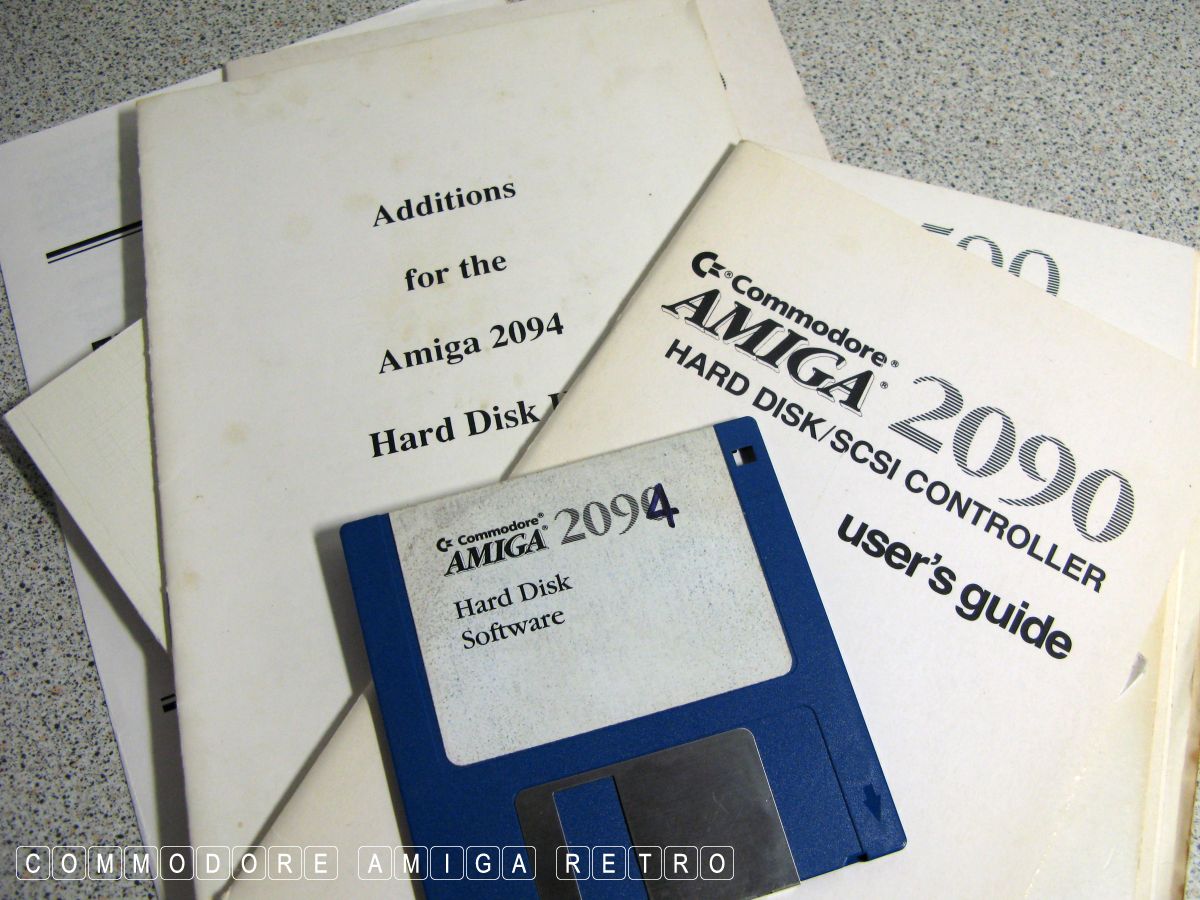 Additions
for the
Amiga 2094
Hard Disk
500
C Commodore®
AMIGA® 2090
HARD DISK/SCSI CONTROLLER
user's guide
C Commodore®
AMIGA® 2094
Hard Disk
Software
COMMODORE AMIGA RETRO